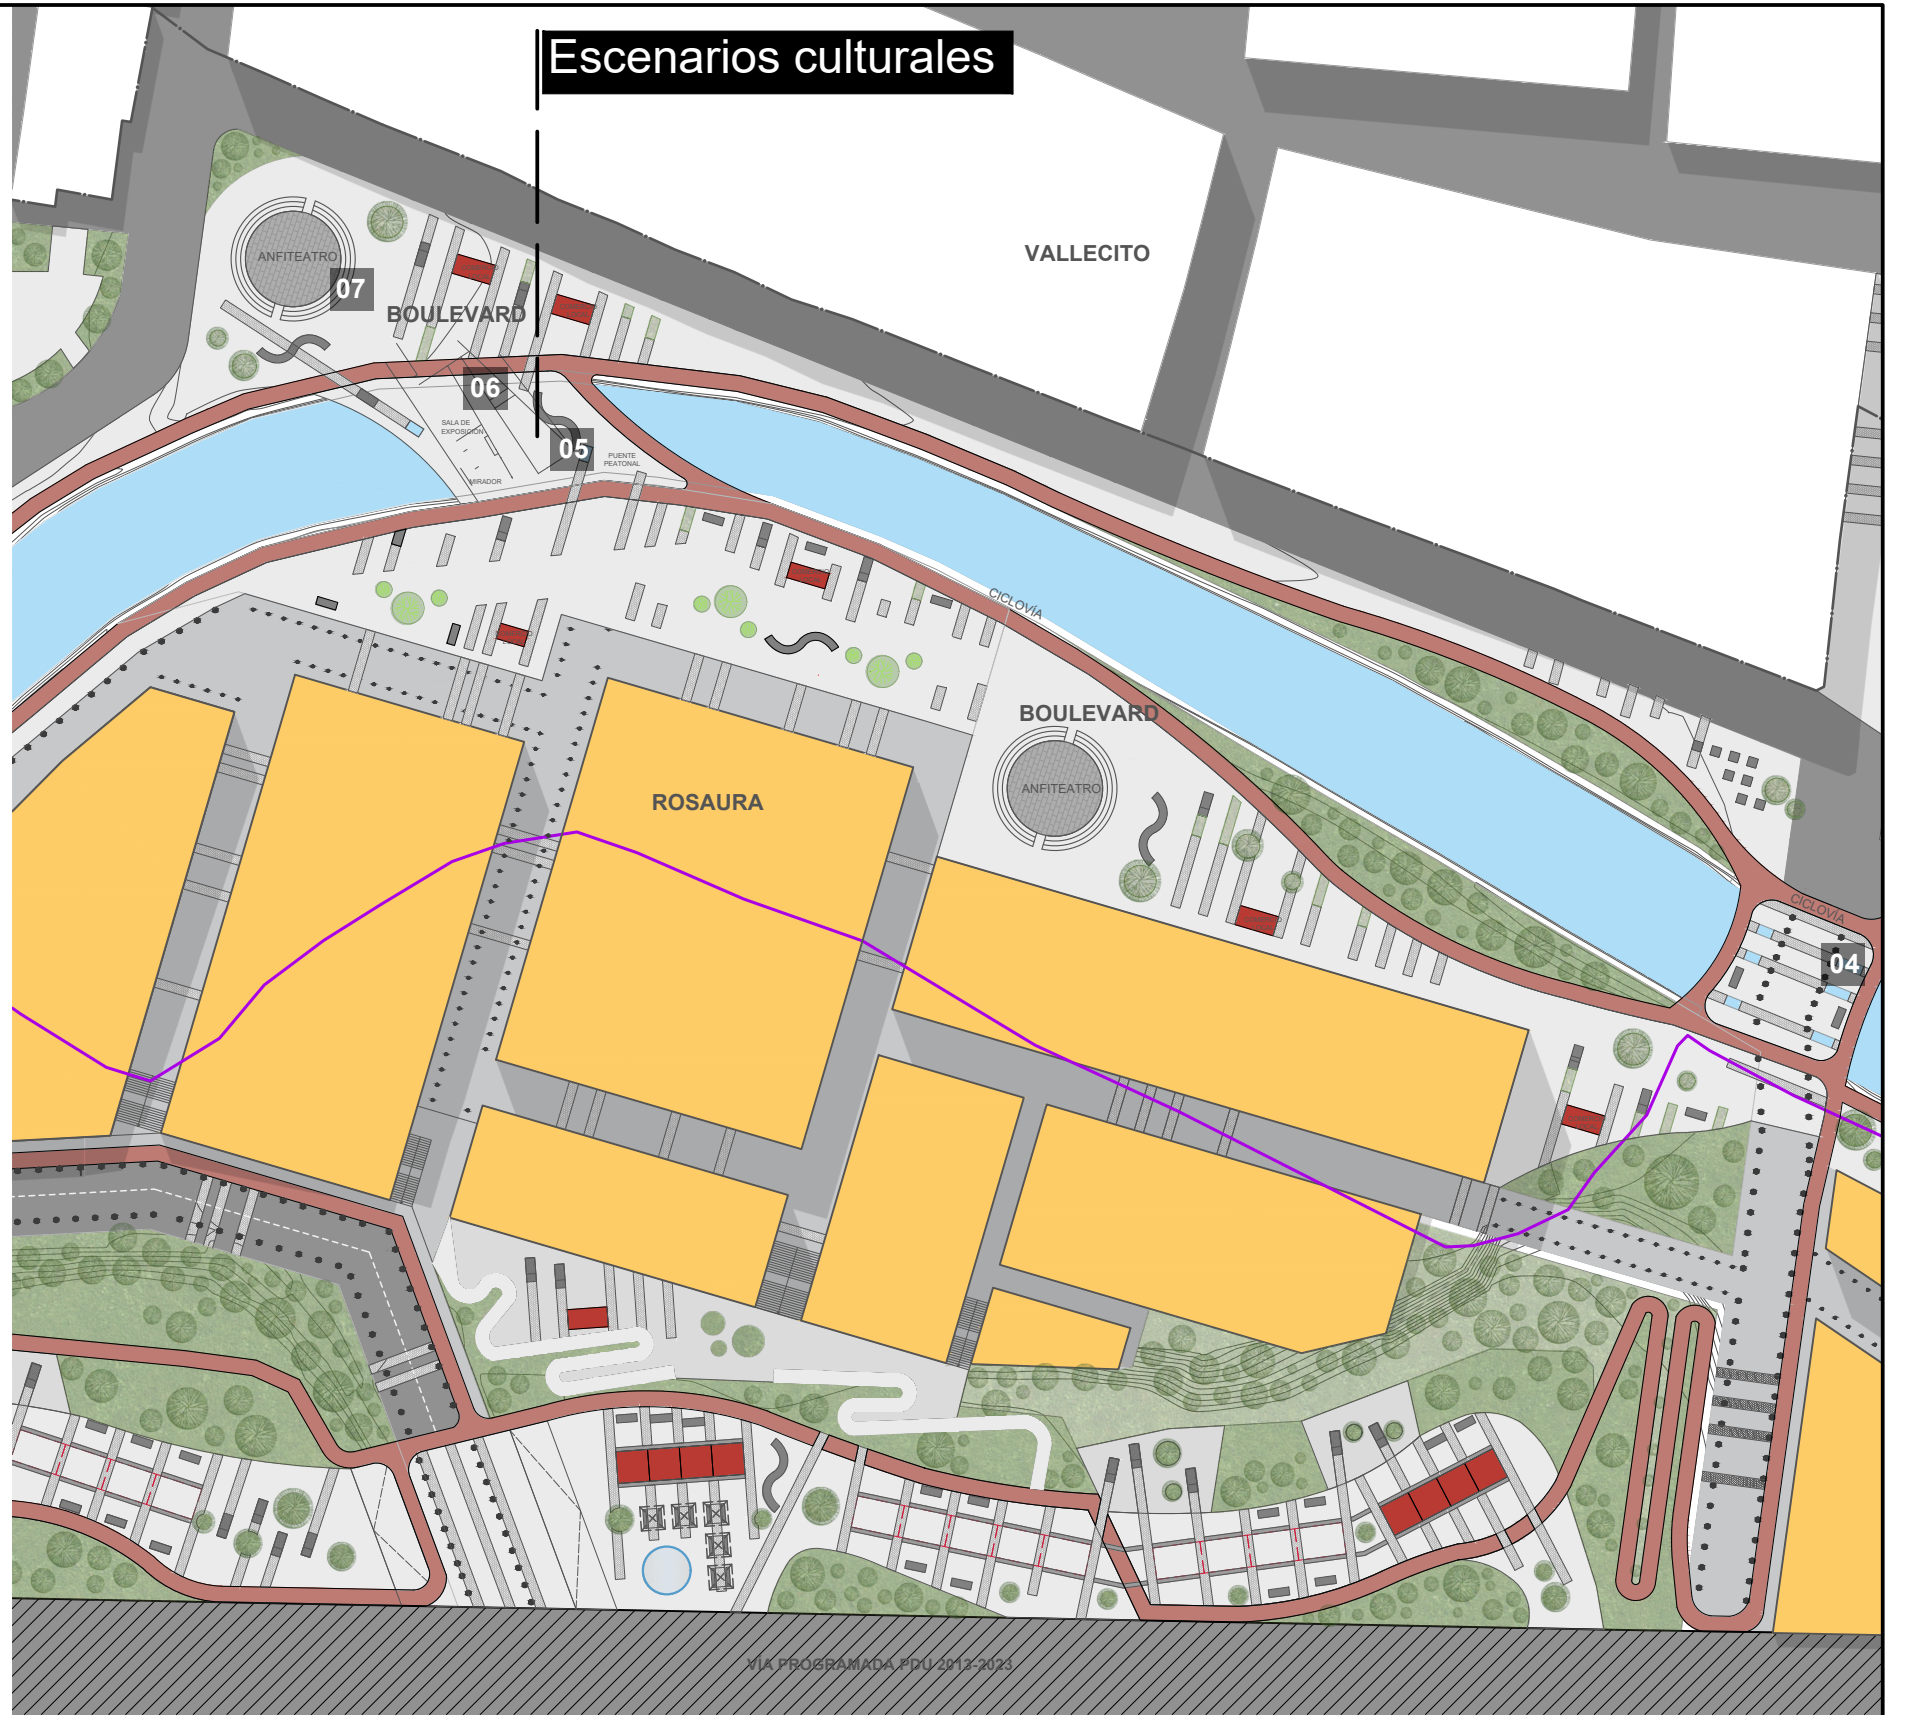 Escenarios culturales
VALLECITO
ANFITEATRO
07
BOULEVARD
06
SALA DE
EXPOSICIÓN
05
PUENTE
PEATONAL
MIRADOR
CICLOVÍA
BOULEVARD
ANFITEATRO
ROSAURA
CICLOVÍA
04
VÍA PROGRAMADA PDU 2013-2023